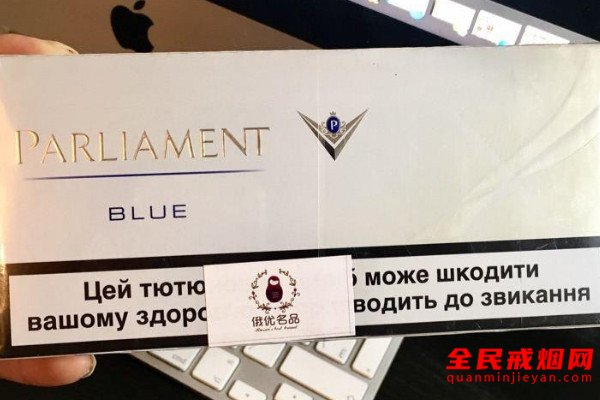 PARLIAMENT
P
BLUE
Цей тютю б може шкодити
вашому здоро водить до звикання
俄优名品
全民戒烟网
quanminjieyan.com